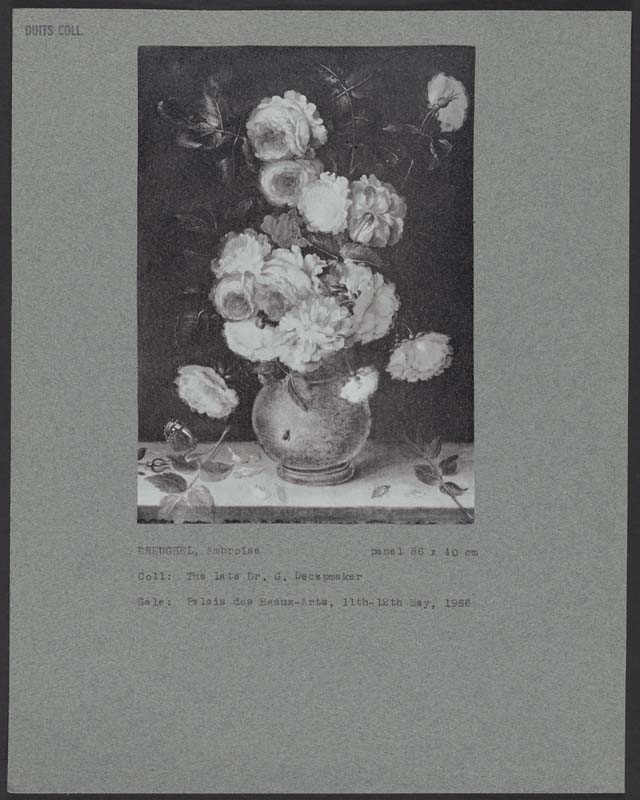 DUITS COLL.
BREUGHEL, Ambroise panel 56 x 40 cm
Coll: The late Dr. G. Decapmaker
Sale: Palais des Beaux-Arts, 11th-12th May, 1966